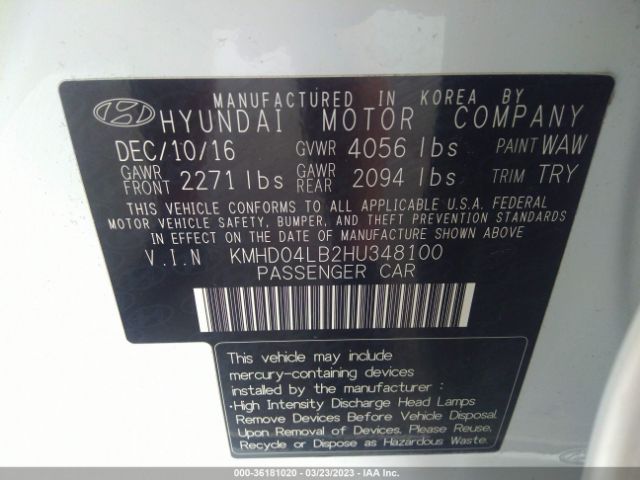 MANUFACTURED IN KOREA BY
HYUNDAI MOTOR COMPANY
DEC/10/16 GVWR 4056 lbs PAINT WAW
GAWR FRONT 2271 lbs GAWR REAR 2094 lbs TRIM TRY
THIS VEHICLE CONFORMS TO ALL APPLICABLE U.S.A. FEDERAL
MOTOR VEHICLE SAFETY, BUMPER, AND THEFT PREVENTION
STANDARDS IN EFFECT ON THE DATE OF MANUFACTURE SHOWN ABOVE
V.I.N KMHD04LB2HU348100
PASSENGER CAR
This vehicle may include
mercury-containing devices
installed by the manufacturer :
·High Intensity Discharge Head Lamps
Remove Devices Before Vehicle Disposal.
Upon Removal of Devices, Please Reuse,
Recycle or Dispose as Hazardous Waste.
000-36181020 — 03/23/2023 — IAA Inc.